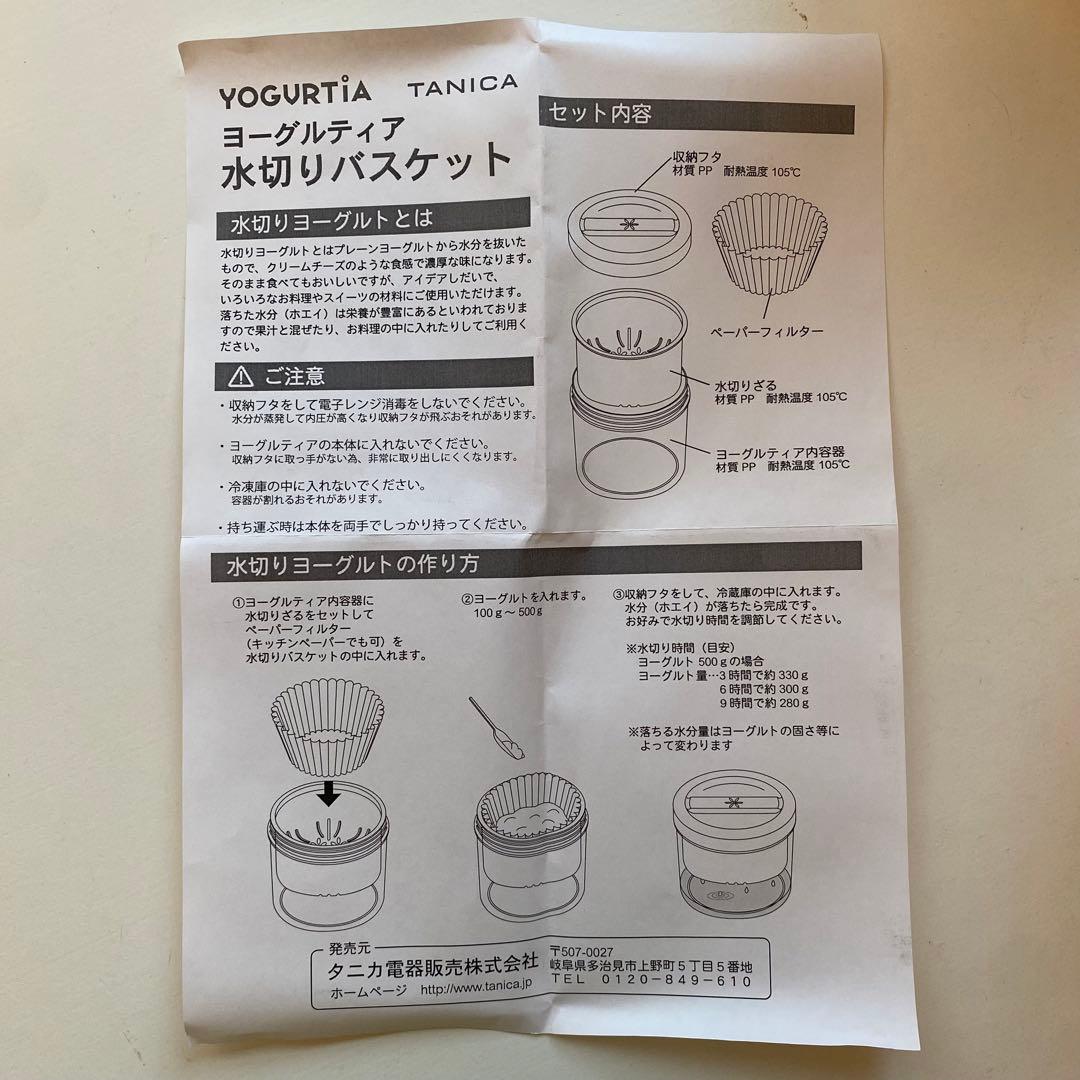 YOGURTiA TANICA
ヨーグルティア
水切りバスケット
水切りヨーグルトとは
水切りヨーグルトとはプレーンヨーグルトから水分を抜いた
もので、クリームチーズのような食感で濃厚な味になります。
そのまま食べてもおいしいですが、アイデアしだいで、
いろいろなお料理やスイーツの材料にご使用いただけます。
落ちた水分（ホエイ）は栄養が豊富にあるといわれておりま
すので果汁と混ぜたり、お料理の中に入れたりしてご利用く
ださい。
ご注意
・収納フタをして電子レンジ消毒をしないでください。
水分が蒸発して内圧が高くなり収納フタが飛ぶおそれがあります。
・ヨーグルティアの本体に入れないでください。
収納フタに取っ手がない為、非常に取り出しにくくなります。
・冷凍庫の中に入れないでください。
容器が割れるおそれがあります。
・持ち運ぶ時は本体を両手でしっかり持ってください。
セット内容
収納フタ
材質 PP 耐熱温度 105℃
ペーパーフィルター
水切りざる
材質 PP 耐熱温度 105℃
ヨーグルティア内容器
材質 PP 耐熱温度 105℃
水切りヨーグルトの作り方
①ヨーグルティア内容器に
水切りざるをセットして
ペーパーフィルター
（キッチンペーパーでも可）を
水切りバスケットの中に入れます。
②ヨーグルトを入れます。
100ｇ～500ｇ
③収納フタをして、冷蔵庫の中に入れます。
水分（ホエイ）が落ちたら完成です。
お好みで水切り時間を調節してください。
※水切り時間（目安）
ヨーグルト 500ｇの場合
ヨーグルト量…3 時間で約 330ｇ
6 時間で約 300ｇ
9 時間で約 280ｇ
※落ちる水分量はヨーグルトの固さ等に
よって変わります
発売元
タニカ電器販売株式会社
ホームページ http://www.tanica.jp
〒507-0027
岐阜県多治見市上野町５丁目５番地
ＴＥＬ ０１２０－８４９－６１０